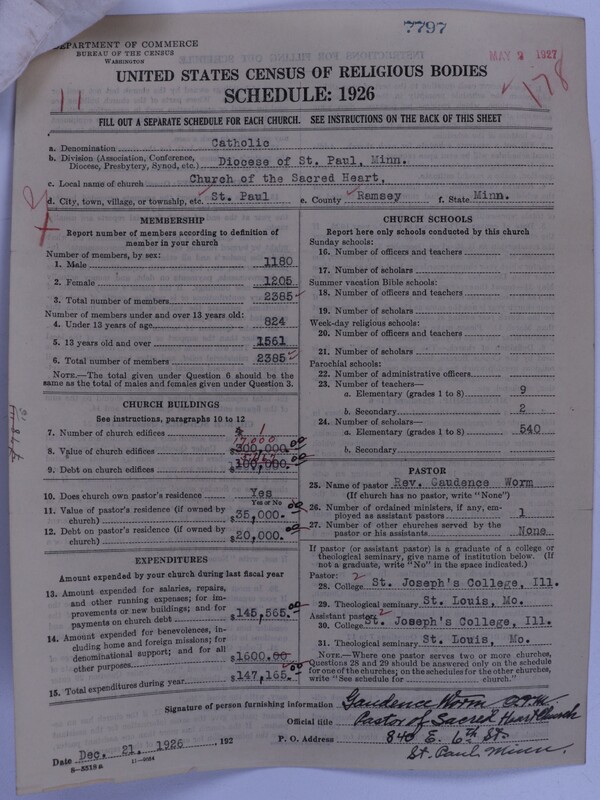 7797
MAY 2 1927
178
DEPARTMENT OF COMMERCE
BUREAU OF THE CENSUS
WASHINGTON
UNITED STATES CENSUS OF RELIGIOUS BODIES
SCHEDULE: 1926
11
FILL OUT A SEPARATE SCHEDULE FOR EACH CHURCH. SEE INSTRUCTIONS ON THE BACK OF THIS SHEET
a. Denomination Catholic
b. Division (Association, Conference, Diocese, Presbytery, Synod, etc.) Diocese of St. Paul, Minn.
c. Local name of church Church of the Sacred Heart,
d. City, town, village, or township, etc. St. Paul e. County Ramsey f. State Minn.
MEMBERSHIP
Report number of members according to definition of
member in your church
Number of members, by sex:
1. Male 1180
2. Female 1205
3. Total number of members 2385
Number of members under and over 13 years old:
4. Under 13 years of age 824
5. 13 years old and over 1561
6. Total number of members 2385
NOTE.—The total given under Question 6 should be
same as the total of males and females given under Question 3.
CHURCH BUILDINGS
See instructions, paragraphs 10 to 12
7. Number of church edifices 1
8. Value of church edifices $300,000.00
9. Debt on church edifices 100,000.
10. Does church own pastor's residence Yes
Yes or No
11. Value of pastor's residence (if owned by
church) $35,000.00
12. Debt on pastor's residence (if owned by
church) $20,000.00
EXPENDITURES
Amount expended by church during last fiscal year
13. Amount expended for salaries, repairs,
and other running expenses; for im-
provements or new buildings; and for
payments on church debt $145,565.00
14. Amount expended for benevolences, in-
cluding home and foreign missions; for
denominational support; and for all
other purposes $1600.00
15. Total expenditures during year $147,165.00
CHURCH SCHOOLS
Report here only schools conducted by this church
Sunday schools:
16. Number of officers and teachers
17. Number of scholars
Summer vacation Bible schools:
18. Number of officers and teachers
19. Number of scholars
Week-day religious schools:
20. Number of officers and teachers
21. Number of scholars
Parochial schools:
22. Number of administrative officers
23. Number of teachers—
a. Elementary (grades 1 to 8) 9
b. Secondary 2
24. Number of scholars—
a. Elementary (grades 1 to 8) 540
b. Secondary
PASTOR
25. Name of pastor Rev. Gaudence Worm
(If church has no pastor, write "None")
26. Number of ordained ministers, if any, em-
ployed as assistant pastors 1
27. Number of other churches served by the
pastor or his assistants None
If pastor (or assistant pastor) is a graduate of a college or
theological seminary, give name of institution below. (If
not a graduate, write "No" in the space indicated.)
Pastor:
28. College St. Joseph's College, Ill.
29. Theological seminary St. Louis, Mo.
Assistant pastor:
30. College St. Joseph's College, Ill.
31. Theological seminary St. Louis, Mo.
NOTE.—Where one pastor serves two or more churches,
Questions 28 and 29 should be answered only on the schedule
for one of the churches; on the schedules for the other churches,
write "See schedule for church."
Signature of person furnishing information Gaudence Worm O.F.M.
Official title Pastor of Sacred Heart Church
P. O. Address 840 E. 6th St.
St. Paul Minn.
Date Dec. 21, 1926 , 192
8-5518a 11-9024